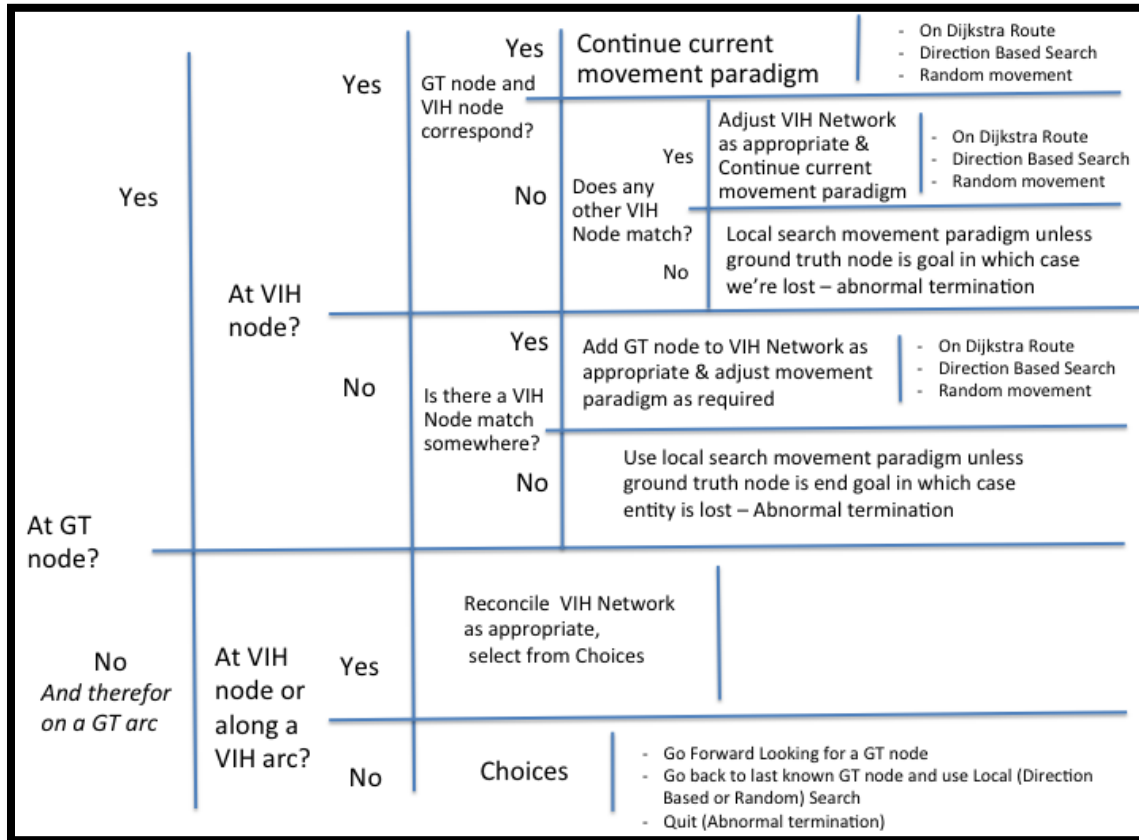 At GT
node?
Yes
No
And therefor
on a GT arc
At VIH
node?
Yes
GT node and
VIH node
correspond?
Yes
Continue current
movement paradigm
- On Dijkstra Route
- Direction Based Search
- Random movement
No
Does any
other VIH
Node match?
Yes
Adjust VIH Network
as appropriate &
Continue current
movement paradigm
- On Dijkstra Route
- Direction Based Search
- Random movement
No
Local search movement paradigm unless
ground truth node is goal in which case
we're lost – abnormal termination
No
Is there a VIH
Node match
somewhere?
Yes
Add GT node to VIH Network as
appropriate & adjust movement
paradigm as required
- On Dijkstra Route
- Direction Based Search
- Random movement
No
Use local search movement paradigm unless
ground truth node is end goal in which case
entity is lost – Abnormal termination
At VIH
node or
along a
VIH arc?
Yes
Reconcile VIH Network
as appropriate,
select from Choices
No
Choices
- Go Forward Looking for a GT node
- Go back to last known GT node and use Local (Direction
Based or Random) Search
- Quit (Abnormal termination)